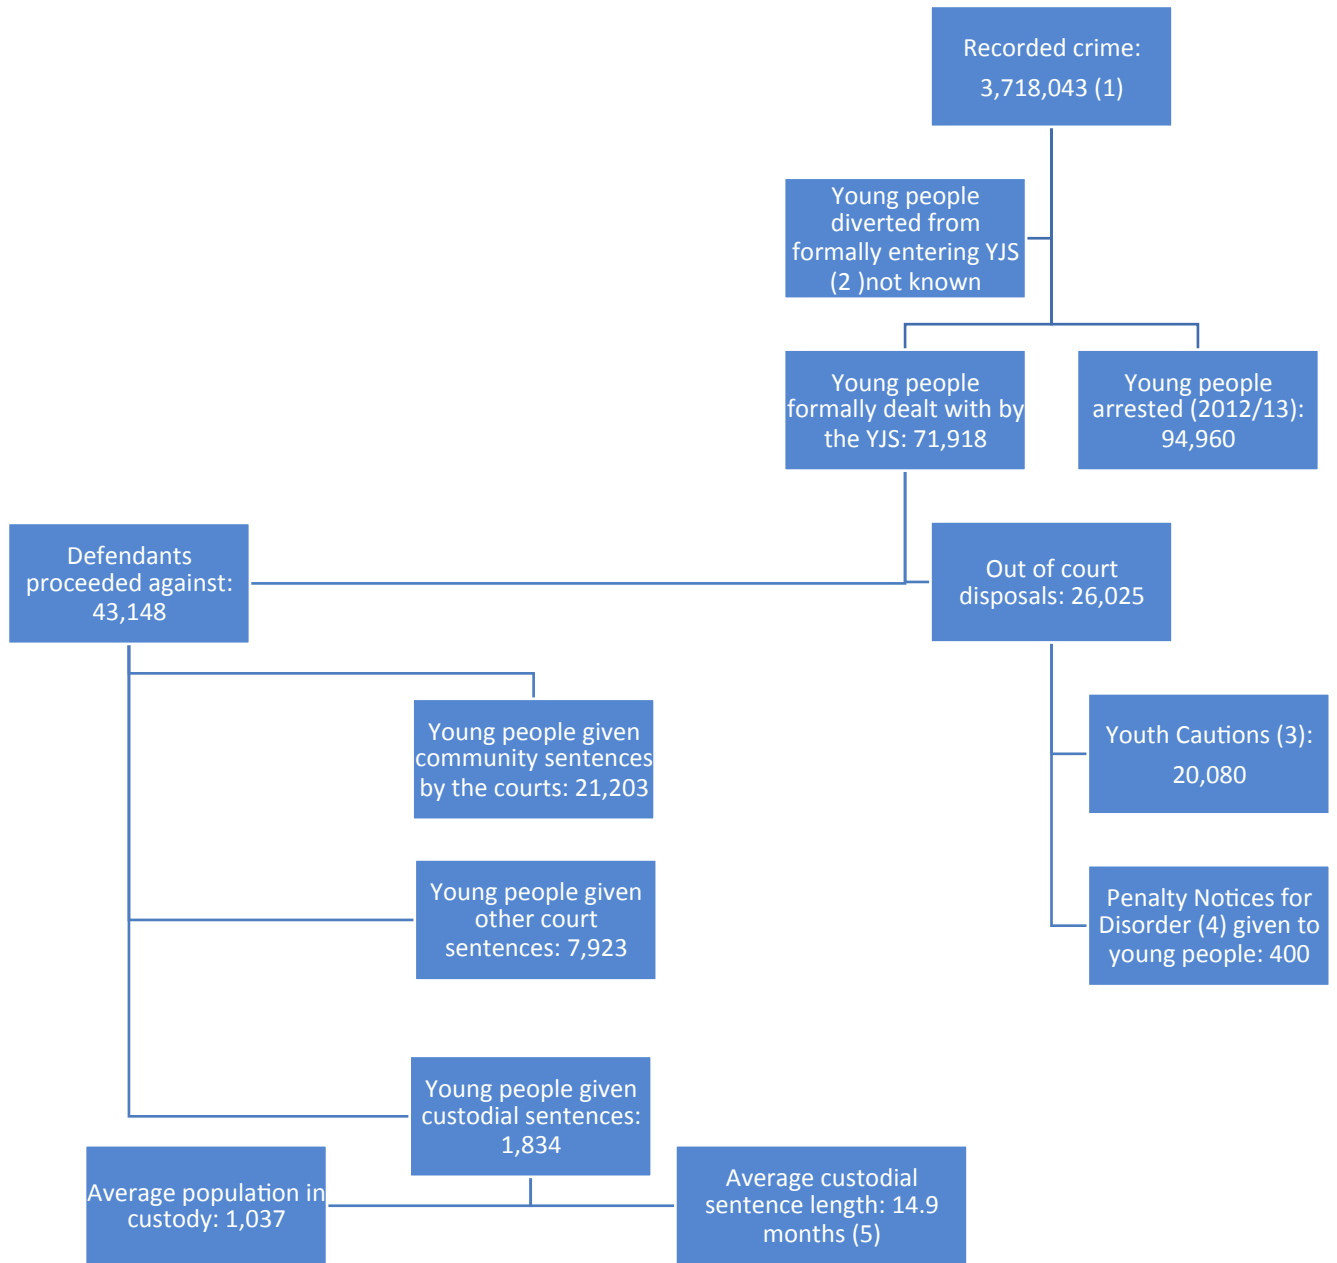 Recorded crime:
3,718,043 (1)
Young people
diverted from
formally entering YJS
(2 )not known
Young people
formally dealt with by
the YJS: 71,918
Young people
arrested (2012/13):
94,960
Defendants
proceeded against:
43,148
Out of court
disposals: 26,025
Young people given
community sentences
by the courts: 21,203
Youth Cautions (3):
20,080
Young people given
other court
sentences: 7,923
Penalty Notices for
Disorder (4) given to
young people: 400
Young people given
custodial sentences:
1,834
Average population in
custody: 1,037
Average custodial
sentence length: 14.9
months (5)